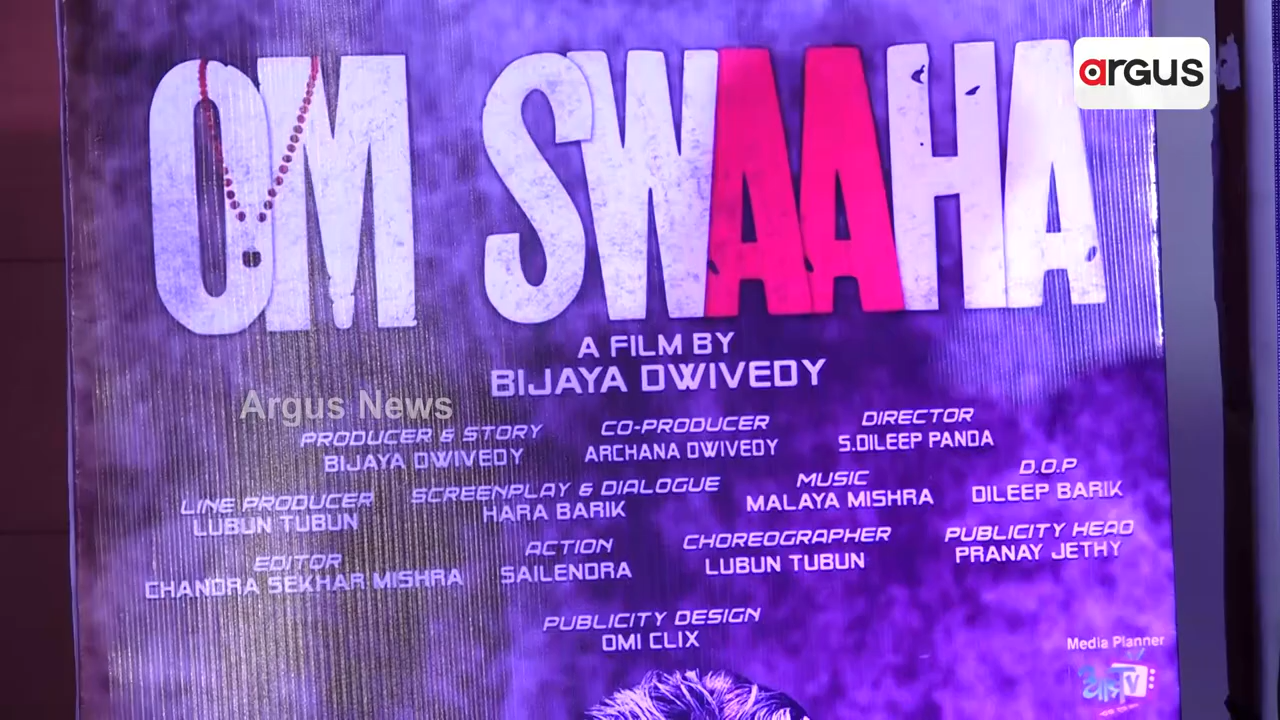 OM SWAAHA
argus
A FILM BY
BIJAYA DWIVEDY
Argus News
PRODUCER & STORY
BIJAYA DWIVEDY
CO-PRODUCER
ARCHANA DWIVEDY
DIRECTOR
S.DILEEP PANDA
LINE PRODUCER
LUBUN TUBUN
SCREENPLAY & DIALOGUE
HARA BARIK
MUSIC
MALAYA MISHRA
D.O.P
DILEEP BARIK
EDITOR
CHANDRA SEKHAR MISHRA
ACTION
SAILENDRA
CHOREOGRAPHER
LUBUN TUBUN
PUBLICITY HEAD
PRANAY JETHY
PUBLICITY DESIGN
OMI CLIX
Media Planner